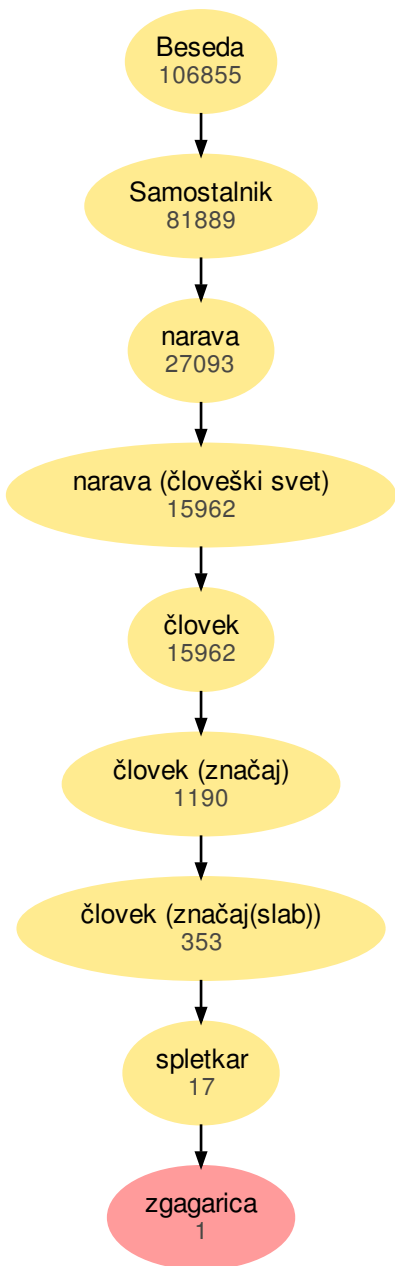 Beseda
106855
Samostalnik
81889
narava
27093
narava (človeški svet)
15962
človek
15962
človek (značaj)
1190
človek (značaj(slab))
353
spletkar
17
zgagarica
1